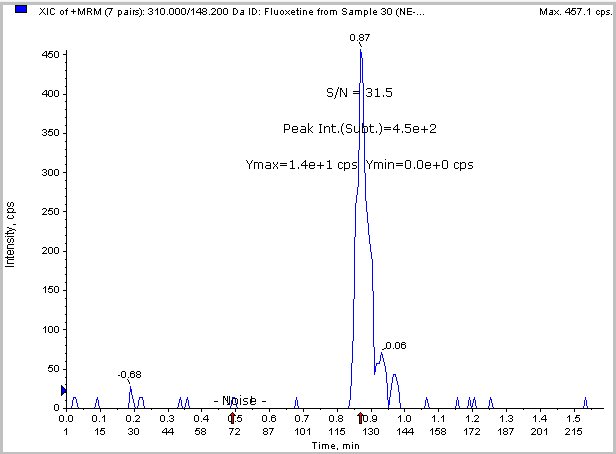 XIC of +MRM (7 pairs): 310.000/148.200 Da ID: Fluoxetine from Sample 30 (NE-... Max. 457.1 cps.
0.87
450
S/N = 31.5
400
Peak Int.(Subt.)=4.5e+2
350
Ymax=1.4e+1 cps Ymin=0.0e+0 cps
300
250
Intensity, cps
200
150
100
0.06
-0.68
50
- Noise -
0
0.0 0.1 0.2 0.3 0.4 0.5 0.6 0.7 0.8 0.9 1.0 1.1 1.2 1.3 1.4 1.5
1 15 30 44 58 72 87 101 116 130 144 158 172 187 201 215
Time, min